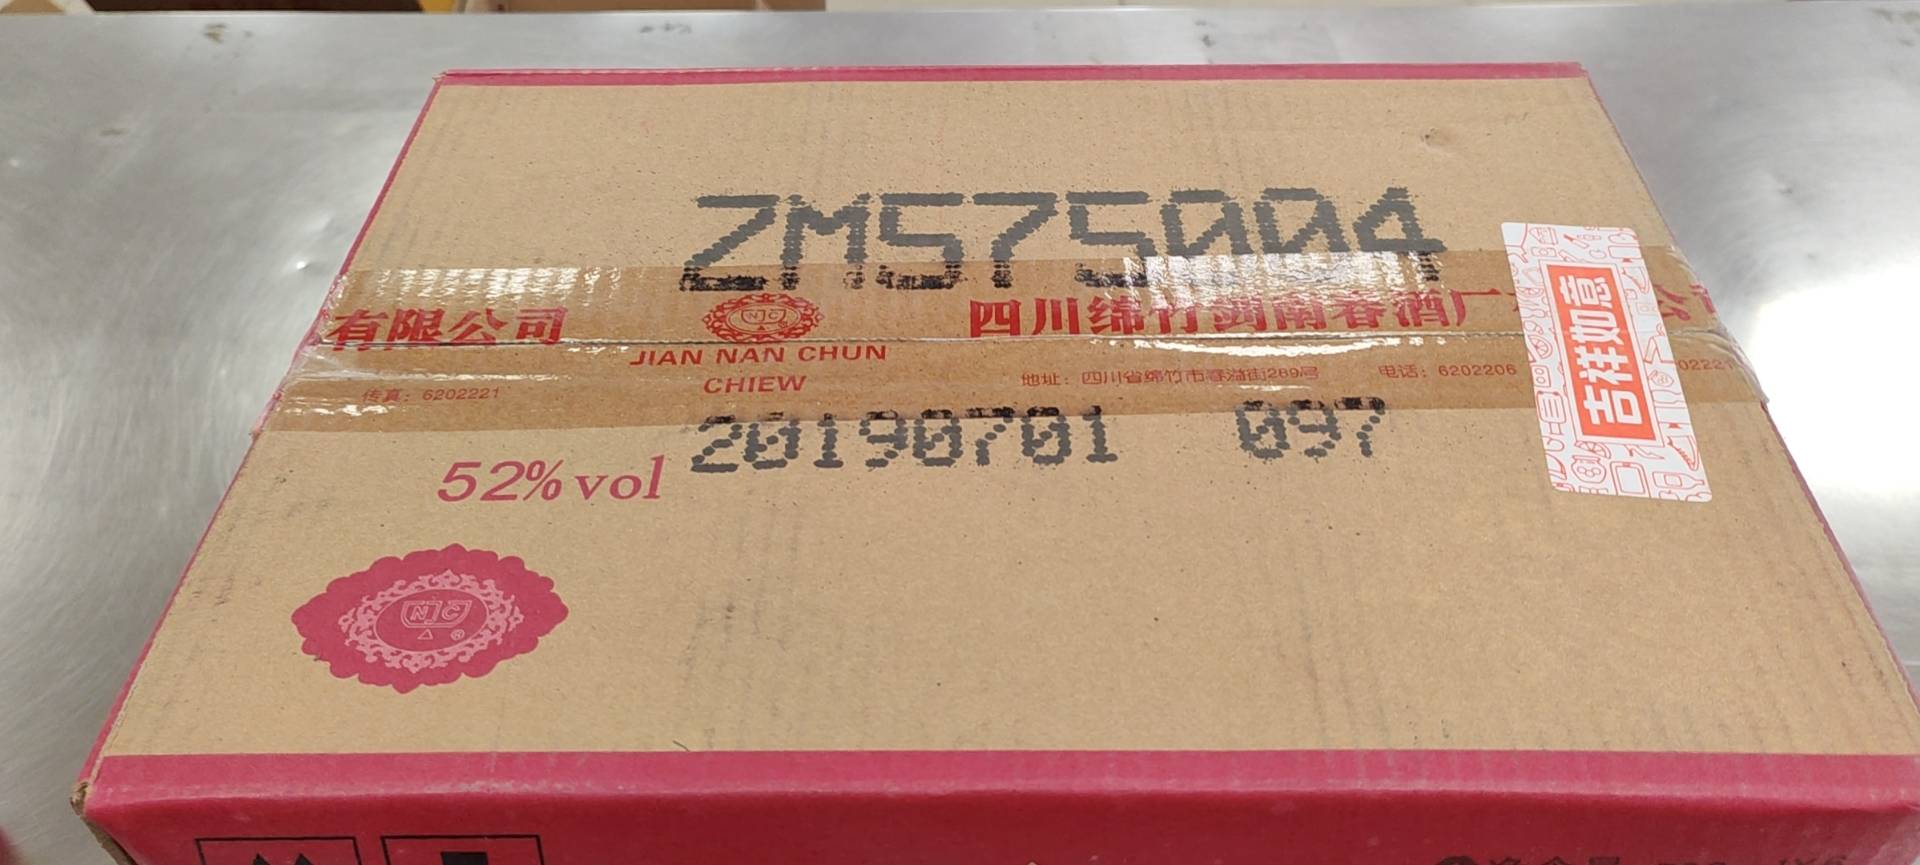 ZM575004
有限公司
NJC
JIAN NAN CHUN
CHIEW
四川绵竹剑南春酒厂
传真：6202221
地址：四川省绵竹市春溢街289号
电话：6202206
吉祥如意
20190701 097
52%vol
NJC
®